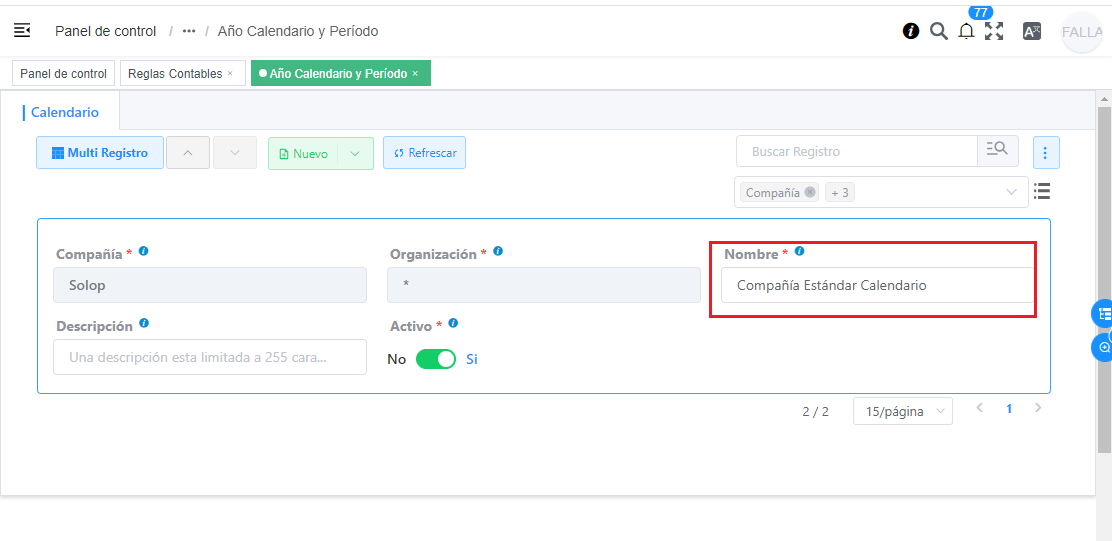 77
Panel de control / ••• / Año Calendario y Período
FALLA
Panel de control Reglas Contables × Año Calendario y Período ×
Calendario
Multi Registro Nuevo Refrescar Buscar Registro
Compañía + 3
Compañía * Organización * Nombre *
Solop * Compañía Estándar Calendario
Descripción Activo *
Una descripción esta limitada a 255 cara... No Si
2 / 2 15/página 1